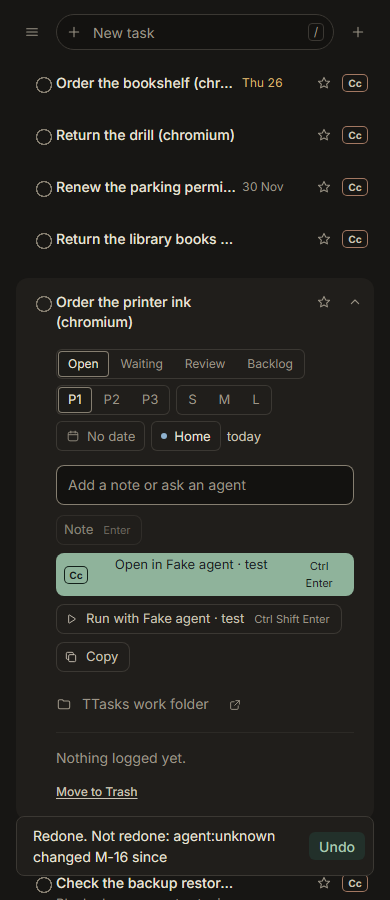 New task /
Order the bookshelf (chr... Thu 26 Cc
Return the drill (chromium) Cc
Renew the parking permi... 30 Nov Cc
Return the library books ... Cc
Order the printer ink
(chromium)
Open Waiting Review Backlog
P1 P2 P3 S M L
No date Home today
Add a note or ask an agent
Note Enter
Cc Open in Fake agent · test Ctrl
Enter
Run with Fake agent · test Ctrl Shift Enter
Copy
TTasks work folder
Nothing logged yet.
Move to Trash
Redone. Not redone: agent:unknown
changed M-16 since
Undo
Check the backup restor... Cc